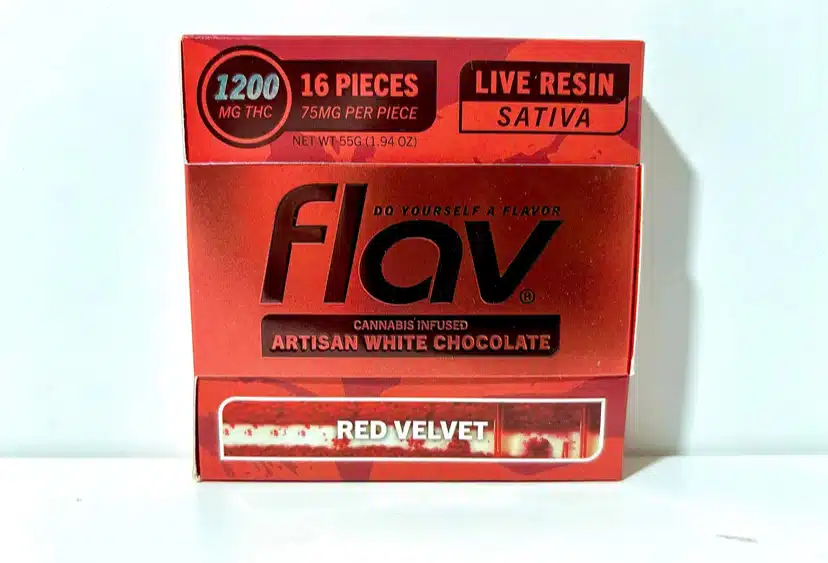 1200
MG THC
16 PIECES
75MG PER PIECE
NET WT 55G (1.94 OZ)
LIVE RESIN
SATIVA
DO YOURSELF A FLAVOR
flav®
CANNABIS INFUSED
ARTISAN WHITE CHOCOLATE
RED VELVET